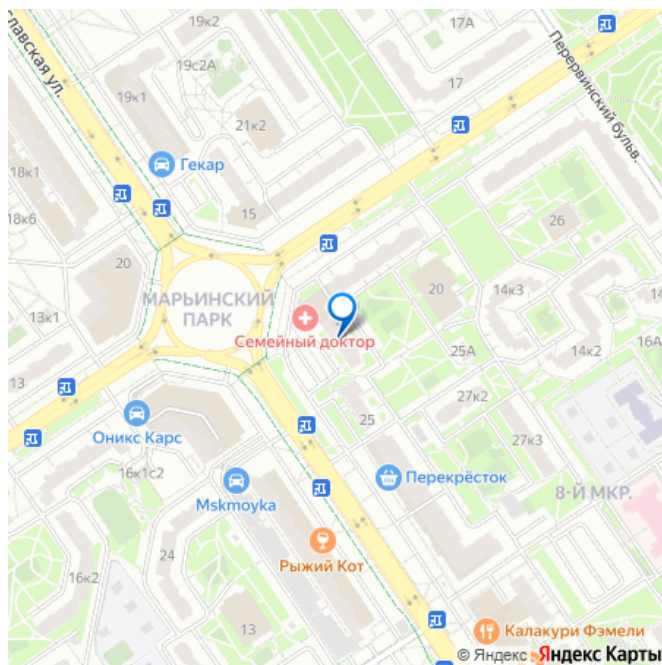 лавская ул.
19к2
19с2А
19к1
17А
17
Перервинский бульв.
21к2
Гекар
18к1
18к6
15
20
26
МАРЬИНСКИЙ
ПАРК
13к1
20
14к3
Семейный доктор
25А
14к2
16А
13
27к2
Оникс Карс
25
27к3
16к1с2
Перекрёсток
8-Й МКР.
Mskmoyka
24
Рыжий Кот
16к2
13
Калакури Фэмели
© Яндекс Яндекс Карты